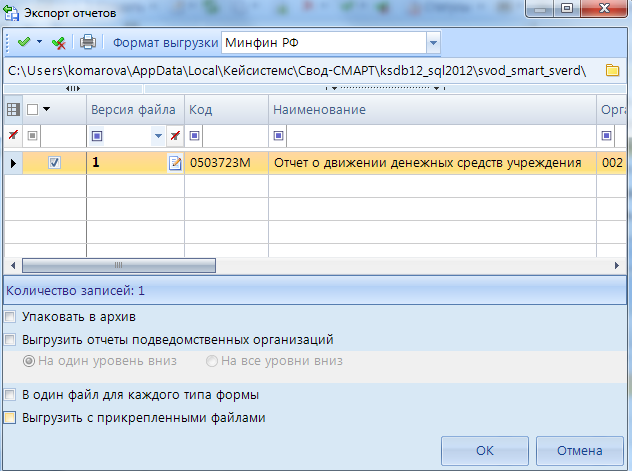 Экспорт отчетов
Формат выгрузки Минфин РФ
C:\Users\komarova\AppData\Local\Кейсистемс\Свод-СМАРТ\ksdb12_sql2012\svod_smart_sverd\
Версия файла Код Наименование Орга
1 0503723М Отчет о движении денежных средств учреждения 002
Количество записей: 1
Упаковать в архив
Выгрузить отчеты подведомственных организаций
На один уровень вниз На все уровни вниз
В один файл для каждого типа формы
Выгрузить с прикрепленными файлами
ОК Отмена